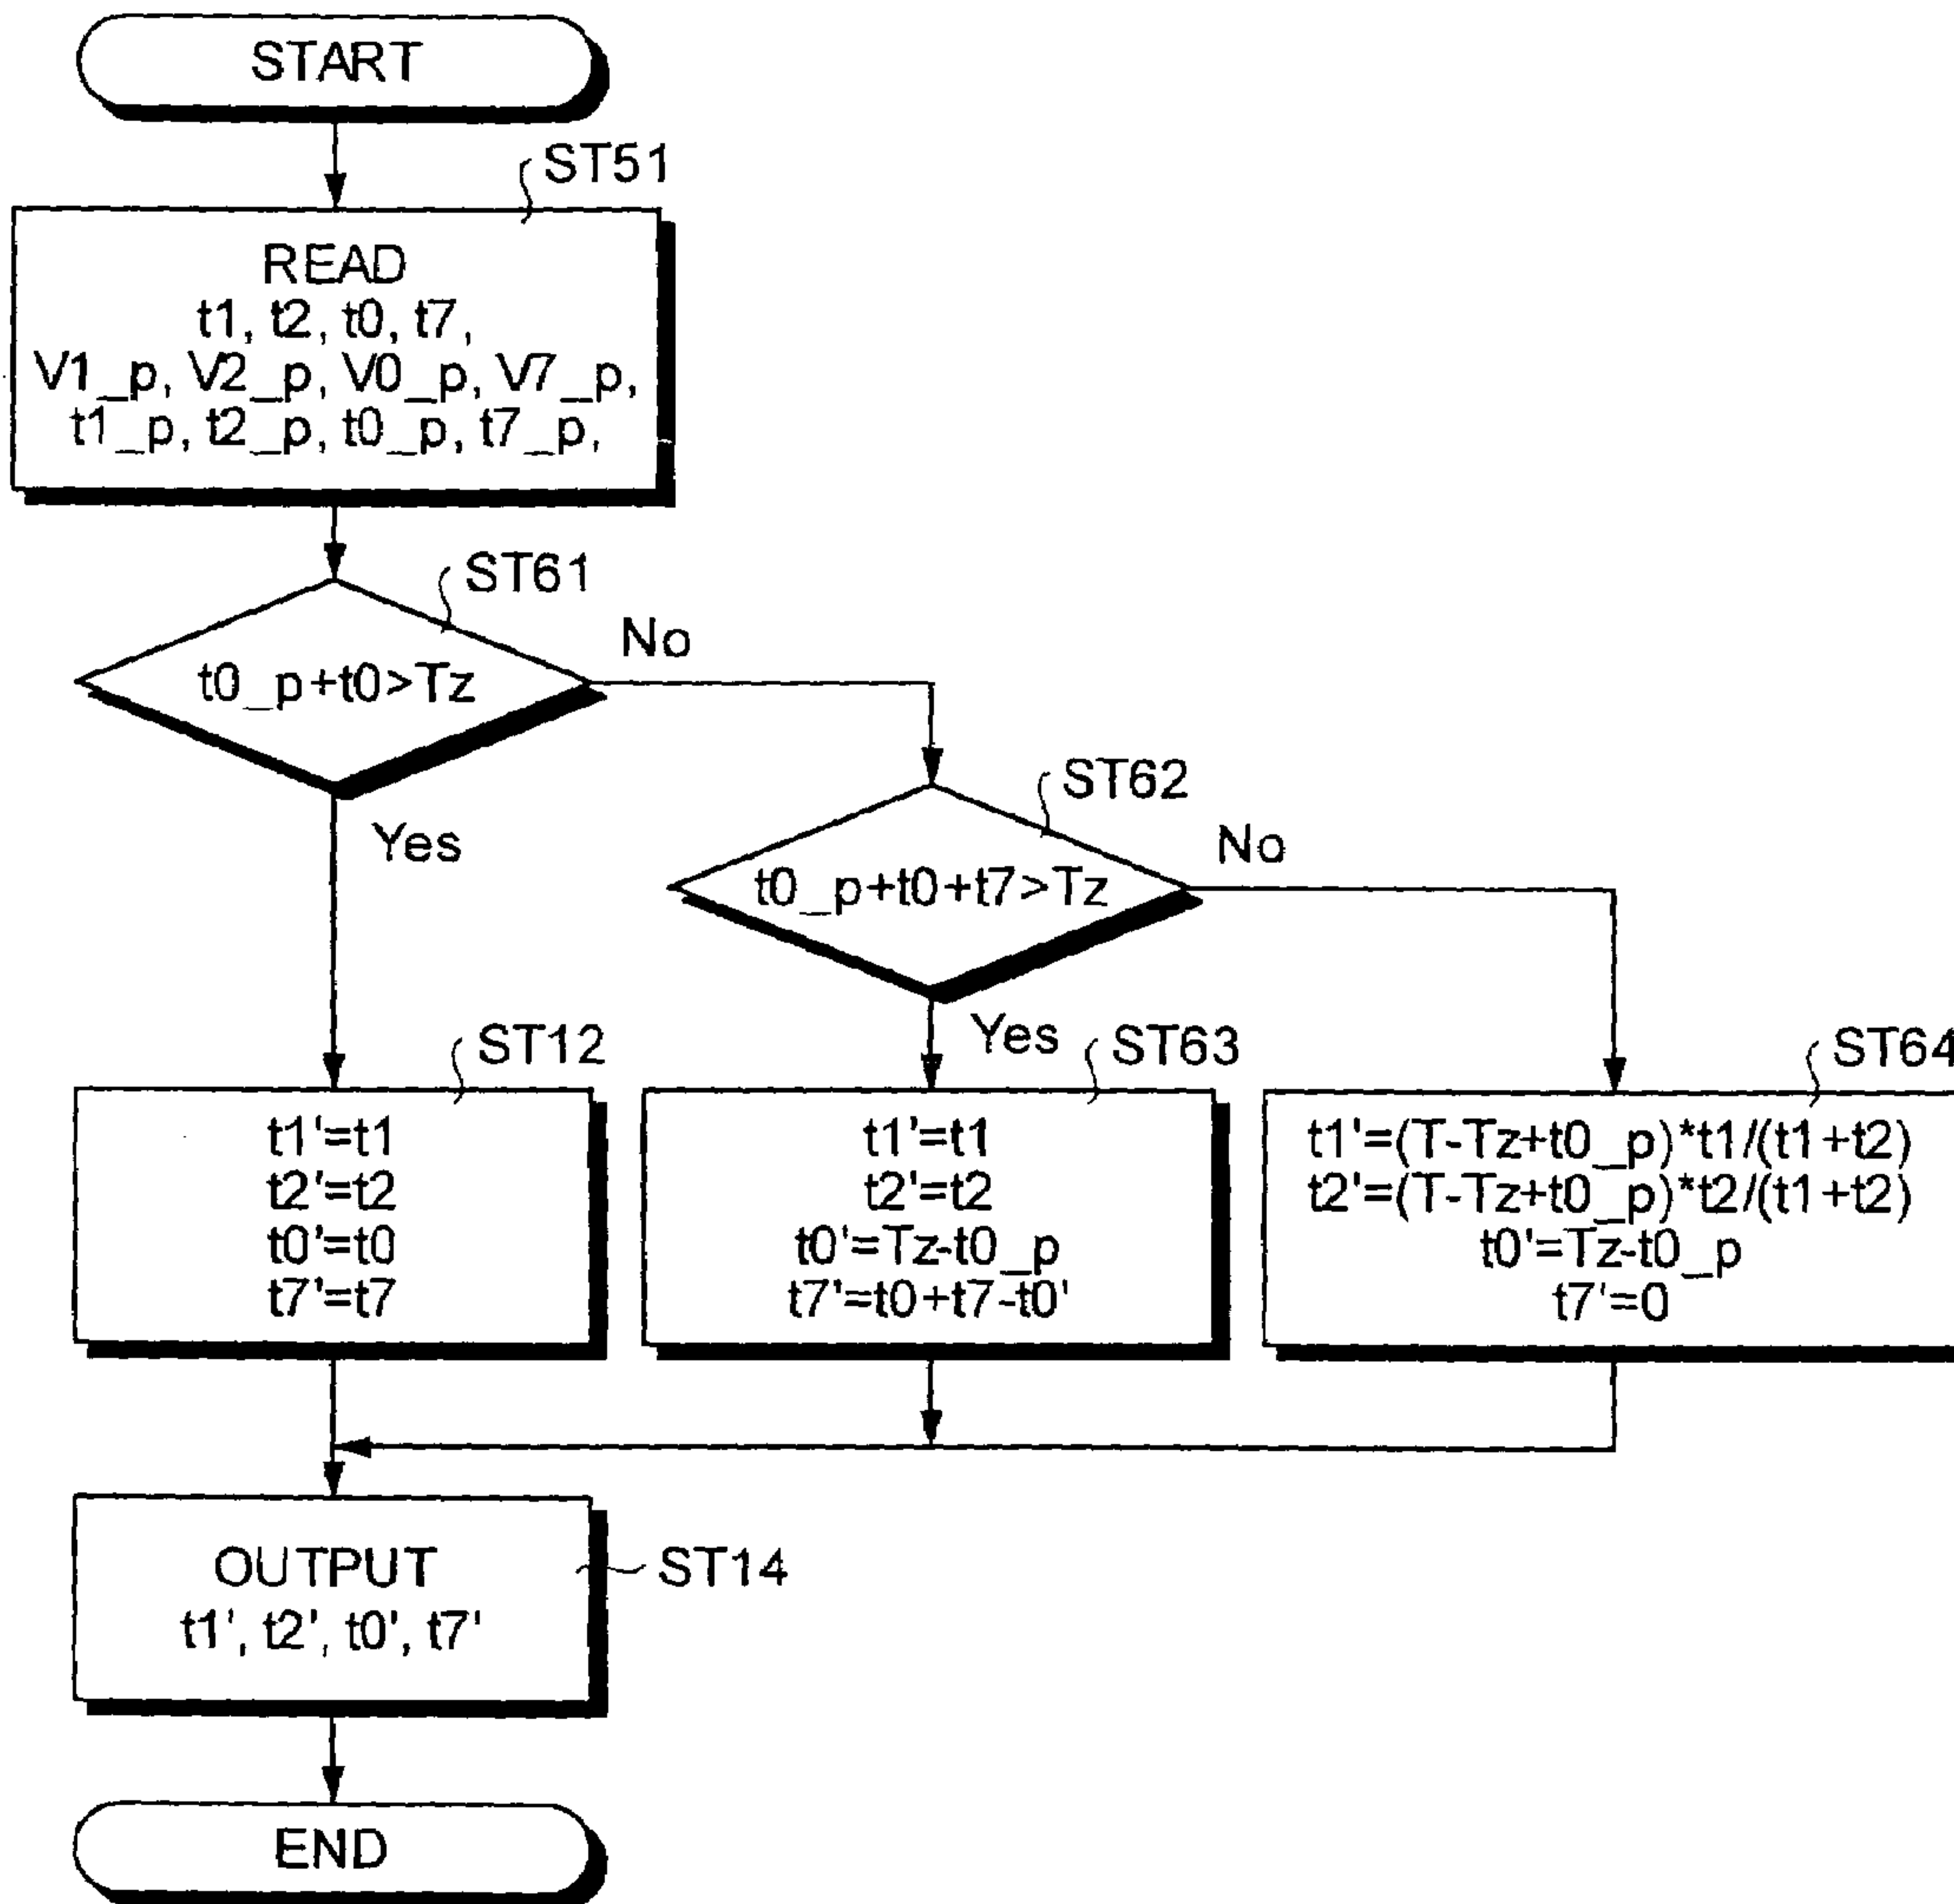 START
ST51
READ
t1, t2, t0, t7,
V1_p, V2_p, V0_p, V7_p,
t1_p, t2_p, t0_p, t7_p,
ST61
t0_p+t0>Tz
No
Yes
ST62
t0_p+t0+t7>Tz
No
Yes
ST12
t1'=t1
t2'=t2
t0'=t0
t7'=t7
ST63
t1'=t1
t2'=t2
t0'=Tz-t0_p
t7'=t0+t7-t0'
ST64
t1'=(T-Tz+t0_p)*t1/(t1+t2)
t2'=(T-Tz+t0_p)*t2/(t1+t2)
t0'=Tz-t0_p
t7'=0
OUTPUT
t1', t2', t0', t7'
ST14
END